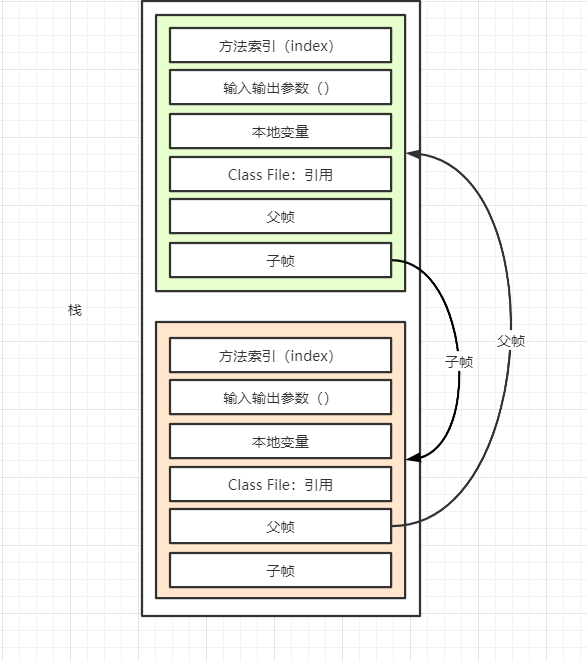 方法索引（index）
输入输出参数（）
本地变量
Class File：引用
父帧
子帧
栈
父帧
子帧
方法索引（index）
输入输出参数（）
本地变量
Class File：引用
父帧
子帧